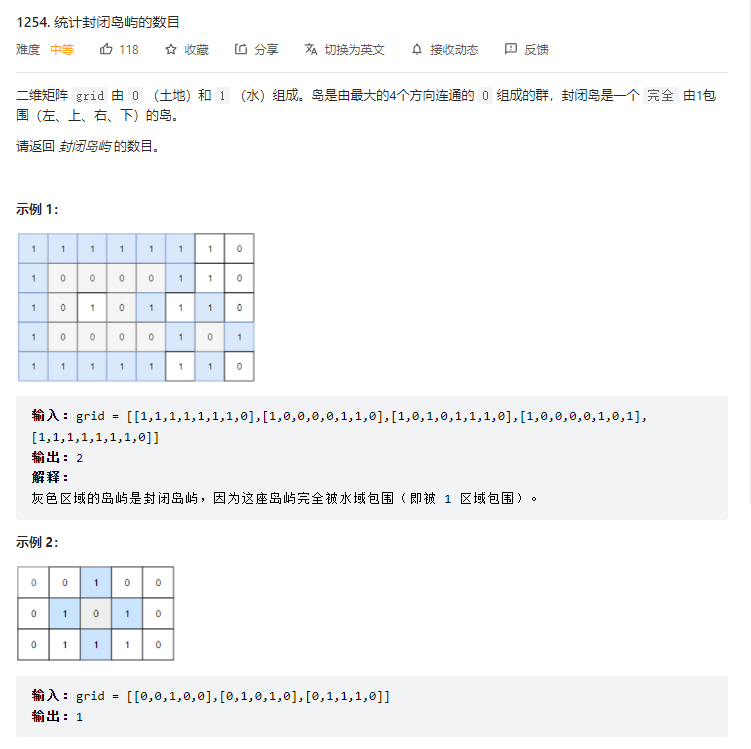 1254. 统计封闭岛屿的数目
难度 中等 118 收藏 分享 切换为英文 接收动态 反馈
二维矩阵 grid 由 0 （土地）和 1 （水）组成。岛是由最大的4个方向连通的 0 组成的群，封闭岛是一个 完全 由1包
围（左、上、右、下）的岛。
请返回 封闭岛屿 的数目。
示例 1：
1 1 1 1 1 1 1 0
1 0 0 0 0 1 1 0
1 0 1 0 1 1 1 0
1 0 0 0 0 1 0 1
1 1 1 1 1 1 1 0
输入：grid = [[1,1,1,1,1,1,1,0],[1,0,0,0,0,1,1,0],[1,0,1,0,1,1,1,0],[1,0,0,0,0,1,0,1],
[1,1,1,1,1,1,1,0]]
输出：2
解释：
灰色区域的岛屿是封闭岛屿，因为这座岛屿完全被水域包围（即被 1 区域包围）。
示例 2：
0 0 1 0 0
0 1 0 1 0
0 1 1 1 0
输入：grid = [[0,0,1,0,0],[0,1,0,1,0],[0,1,1,1,0]]
输出：1